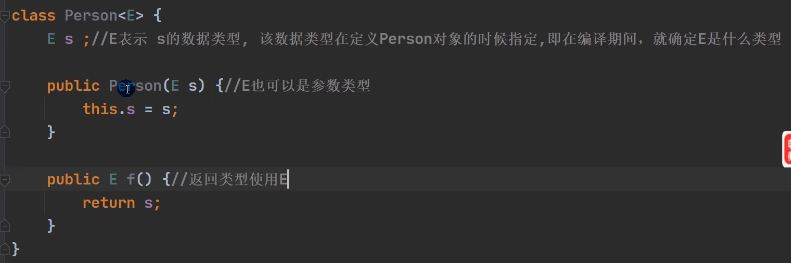 class Person<E> {
    E s ;//E表示 s的数据类型, 该数据类型在定义Person对象的时候指定,即在编译期间，就确定E是什么类型
    public Person(E s) {//E也可以是参数类型
        this.s = s;
    }
    public E f() {//返回类型使用E
        return s;
    }
}